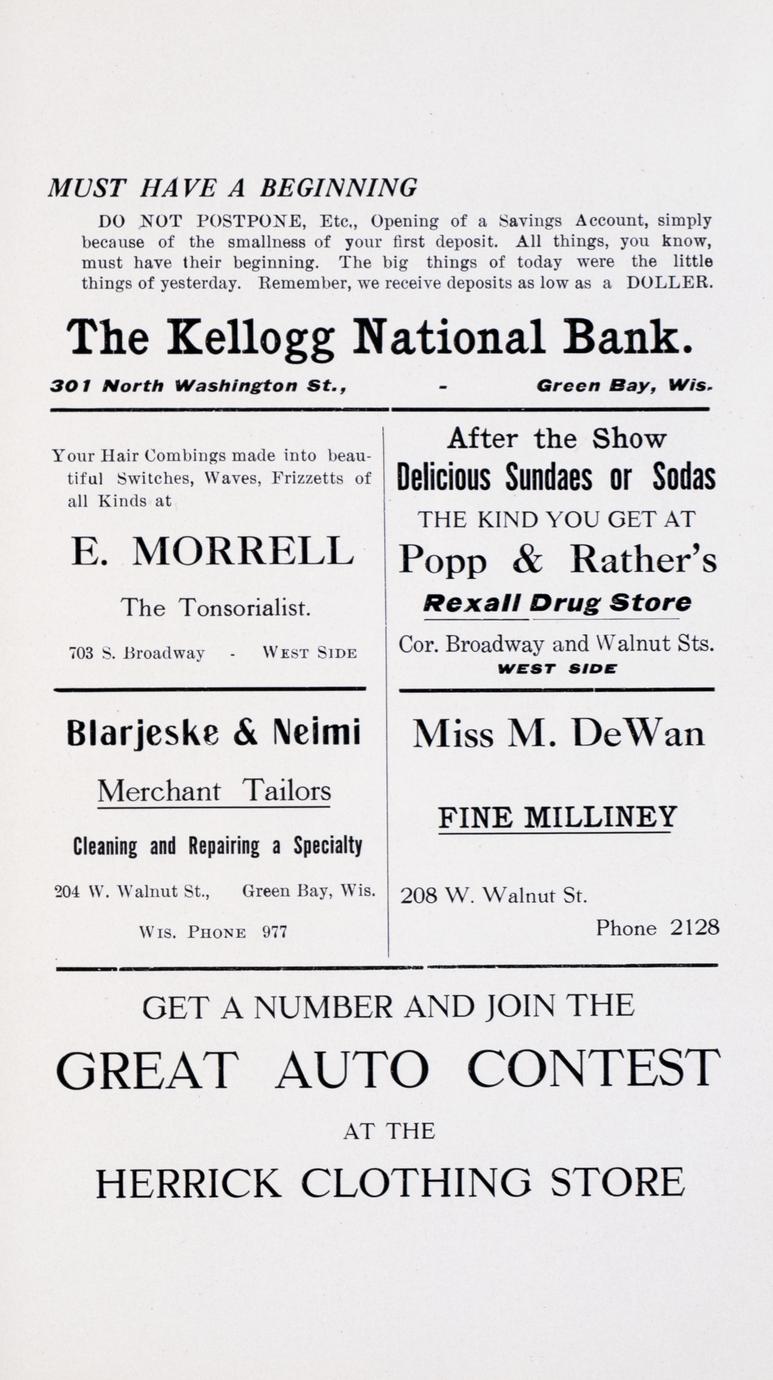 MUST HAVE A BEGINNING
DO NOT POSTPONE, Etc., Opening of a Savings Account, simply
because of the smallness of your first deposit. All things, you know,
must have their beginning. The big things of today were the little
things of yesterday. Remember, we receive deposits as low as a DOLLER.
The Kellogg National Bank.
301 North Washington St., - Green Bay, Wis.
Your Hair Combings made into beau-
tiful Switches, Waves, Frizzetts of
all Kinds at
E. MORRELL
The Tonsorialist.
703 S. Broadway - WEST SIDE
After the Show
Delicious Sundaes or Sodas
THE KIND YOU GET AT
Popp & Rather's
Rexall Drug Store
Cor. Broadway and Walnut Sts.
WEST SIDE
Blarjeske & Neimi
Merchant Tailors
Cleaning and Repairing a Specialty
204 W. Walnut St., Green Bay, Wis.
WIS. PHONE 977
Miss M. DeWan
FINE MILLINEY
208 W. Walnut St.
Phone 2128
GET A NUMBER AND JOIN THE
GREAT AUTO CONTEST
AT THE
HERRICK CLOTHING STORE